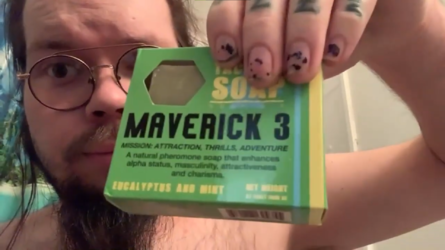 SOAP
MAVERICK 3
MISSION: ATTRACTION, THRILLS, ADVENTURE
A natural pheromone soap that enhances
alpha status, masculinity, attractiveness
and charisma.
EUCALYPTUS AND MINT
NET WEIGHT